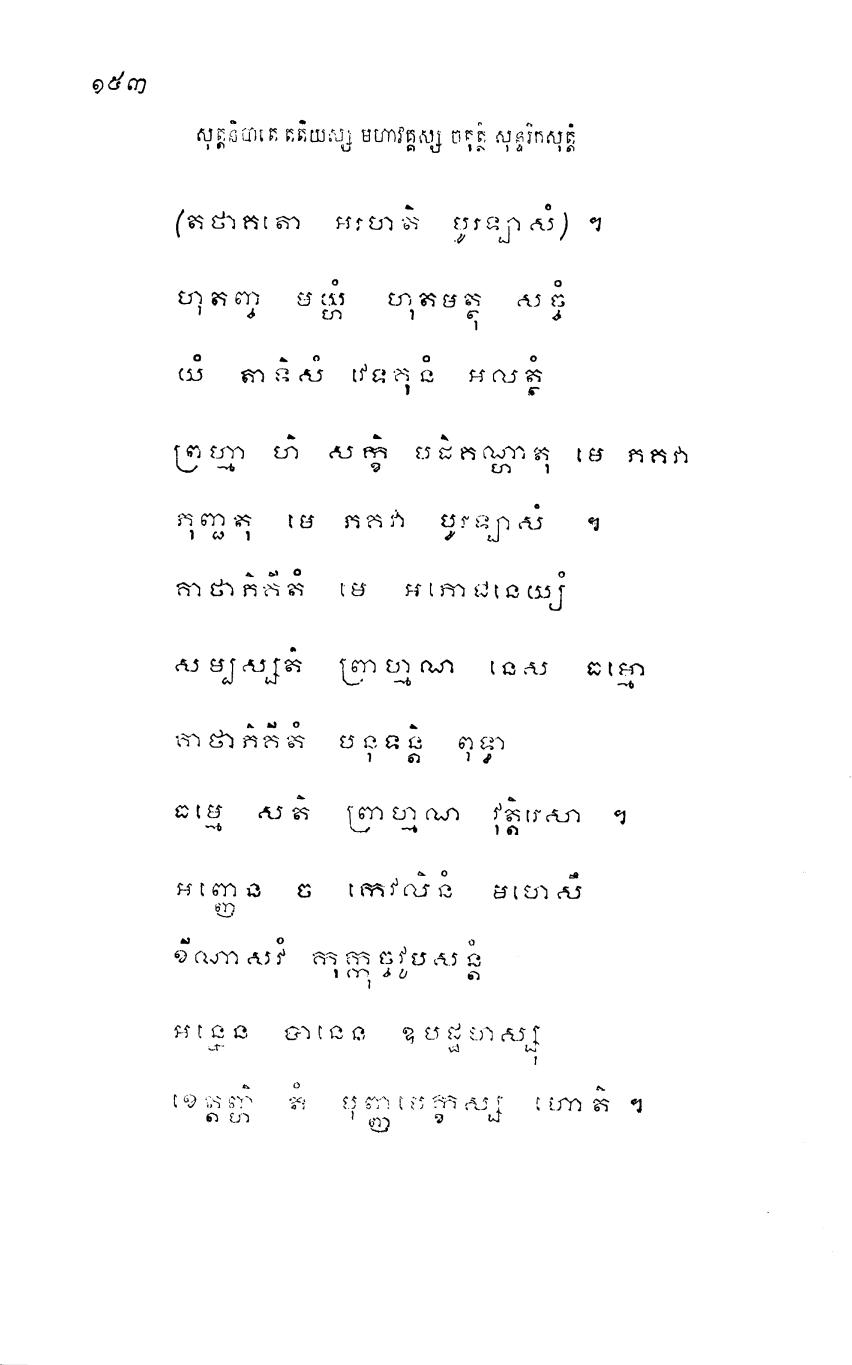 ១៥៣
សុត្តនិបាតេ តតិយស្ស មហាវគ្គស្ស ចតុត្ថំ សុន្ទរិកសុត្តំ
(តថាគតោ អរហតិ បូរឡាសំ) ។
ហុតញ្ច មយ្ហំ ហុតមត្ថុ សច្ចំ
យំ តាទិសំ វេទគុនំ អលត្ថំ
ព្រហ្មា ហិ សក្ខិ បដិគណ្ហាតុ មេ ភគវា
ភុញ្ជតុ មេ ភគវា បូរឡាសំ ។
គាថាភិគីតំ មេ អភោជនេយ្យំ
សម្បស្សតំ ព្រាហ្មណ នេស ធម្មោ
គាថាភិគីតំ បនុទន្តិ ពុទ្ធា
ធម្មេ សតិ ព្រាហ្មណ វុត្តិរេសា ។
អញ្ញេន ច កេវលិនំ មហេសឹ
ខីណាសវំ កុក្កុច្ចវូបសន្តំ
អន្នេន បានេន ឧបដ្ឋហស្សុ
ខេត្តញ្ហិ តំ បុញ្ញបេក្ខស្ស ហោតិ ។